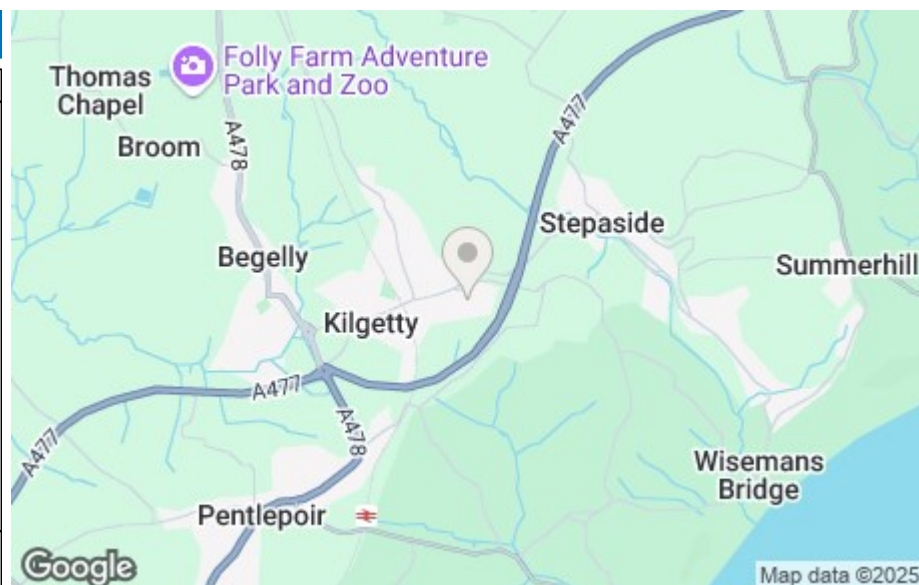 Folly Farm Adventure
Park and Zoo
Thomas
Chapel
Broom
A478
A477
Stepaside
Begelly
Summerhill
Kilgetty
A477
A477
A478
Wisemans
Bridge
Pentlepoir
Google
Map data ©2025